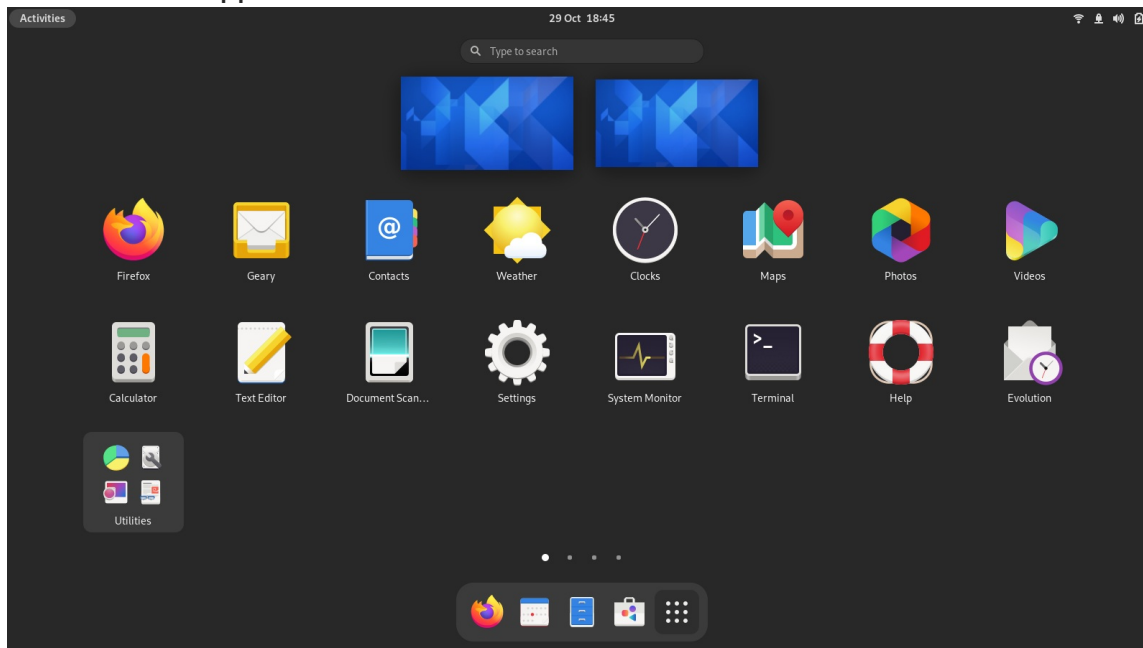 Activities
29 Oct 18:45
Type to search
Firefox
Geary
Contacts
Weather
Clocks
Maps
Photos
Videos
Calculator
Text Editor
Document Scan...
Settings
System Monitor
Terminal
Help
Evolution
Utilities